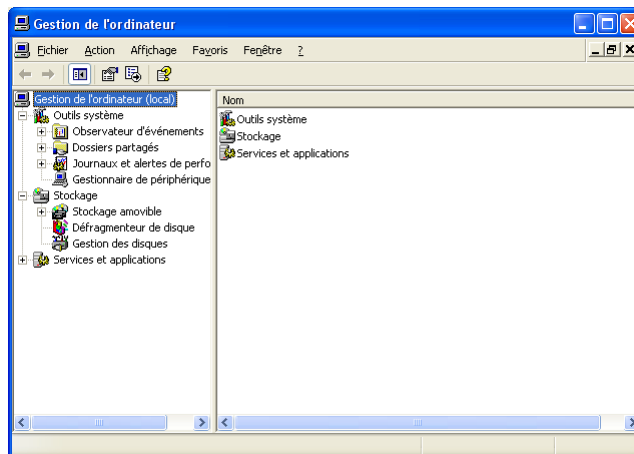 Gestion de l'ordinateur
Fichier Action Affichage Favoris Fenêtre ?
Gestion de l'ordinateur (local)
Outils système
Observateur d'événements
Dossiers partagés
Journaux et alertes de perfo
Gestionnaire de périphérique
Stockage
Stockage amovible
Défragmenteur de disque
Gestion des disques
Services et applications
Nom
Outils système
Stockage
Services et applications